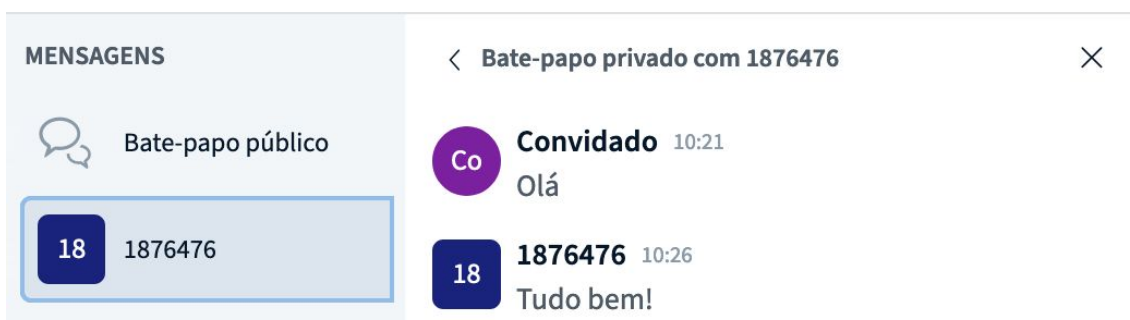 MENSAGENS
Bate-papo público
18 1876476
Bate-papo privado com 1876476
Co Convidado 10:21
Olá
18 1876476 10:26
Tudo bem!